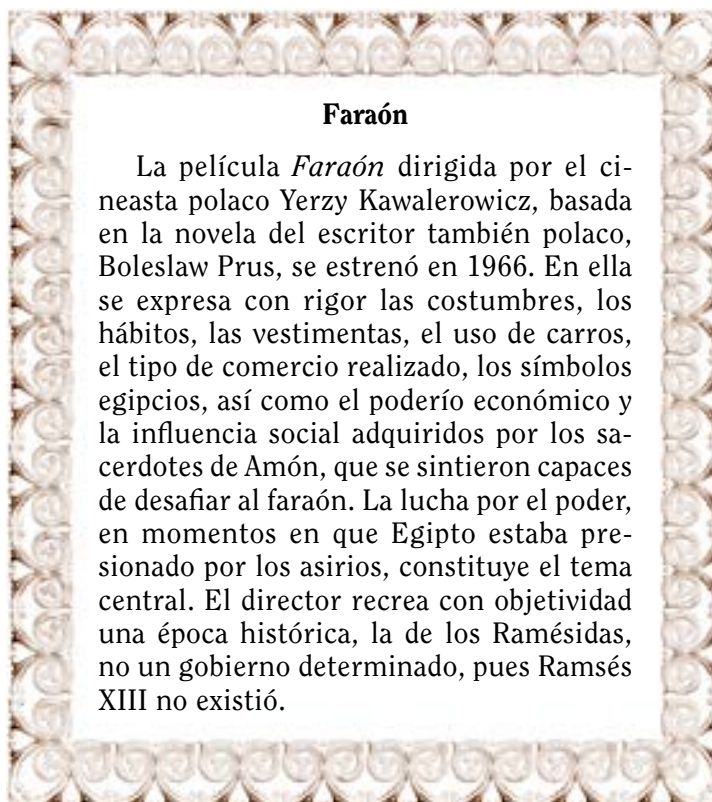 Faraón
La película Faraón dirigida por el ci-
neasta polaco Yerzy Kawalerowicz, basada
en la novela del escritor también polaco,
Boleslaw Prus, se estrenó en 1966. En ella
se expresa con rigor las costumbres, los
hábitos, las vestimentas, el uso de carros,
el tipo de comercio realizado, los símbolos
egipcios, así como el poderío económico y
la influencia social adquiridos por los sa-
cerdotes de Amón, que se sintieron capaces
de desafiar al faraón. La lucha por el poder,
en momentos en que Egipto estaba pre-
sionado por los asirios, constituye el tema
central. El director recrea con objetividad
una época histórica, la de los Ramésidas,
no un gobierno determinado, pues Ramsés
XIII no existió.